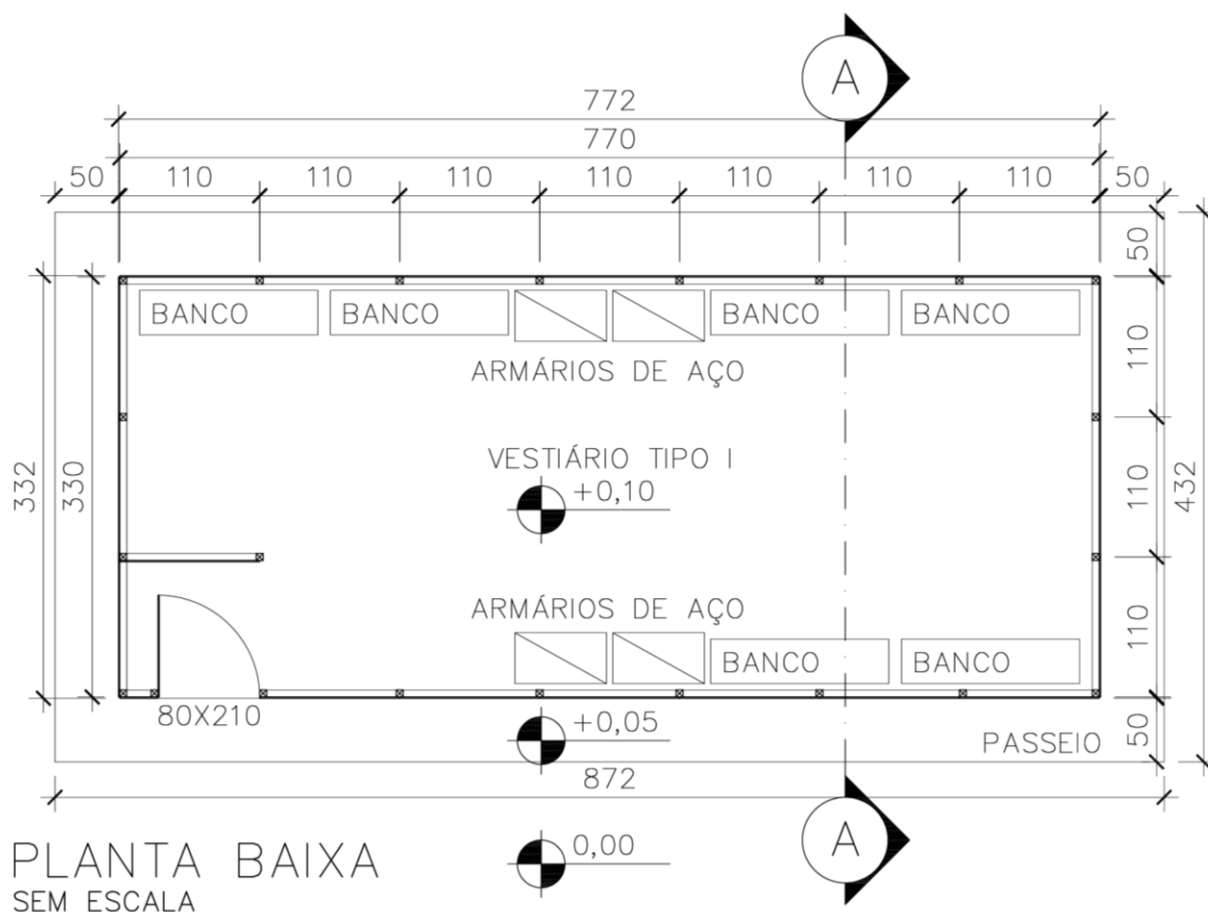 A
772
770
50 110 110 110 110 110 110 110 50
50
BANCO BANCO BANCO BANCO
ARMÁRIOS DE AÇO
110
332
330
VESTIÁRIO TIPO I
+0,10
110
432
ARMÁRIOS DE AÇO
110
BANCO BANCO
80X210
+0,05
PASSEIO
50
872
A
0,00
PLANTA BAIXA
SEM ESCALA